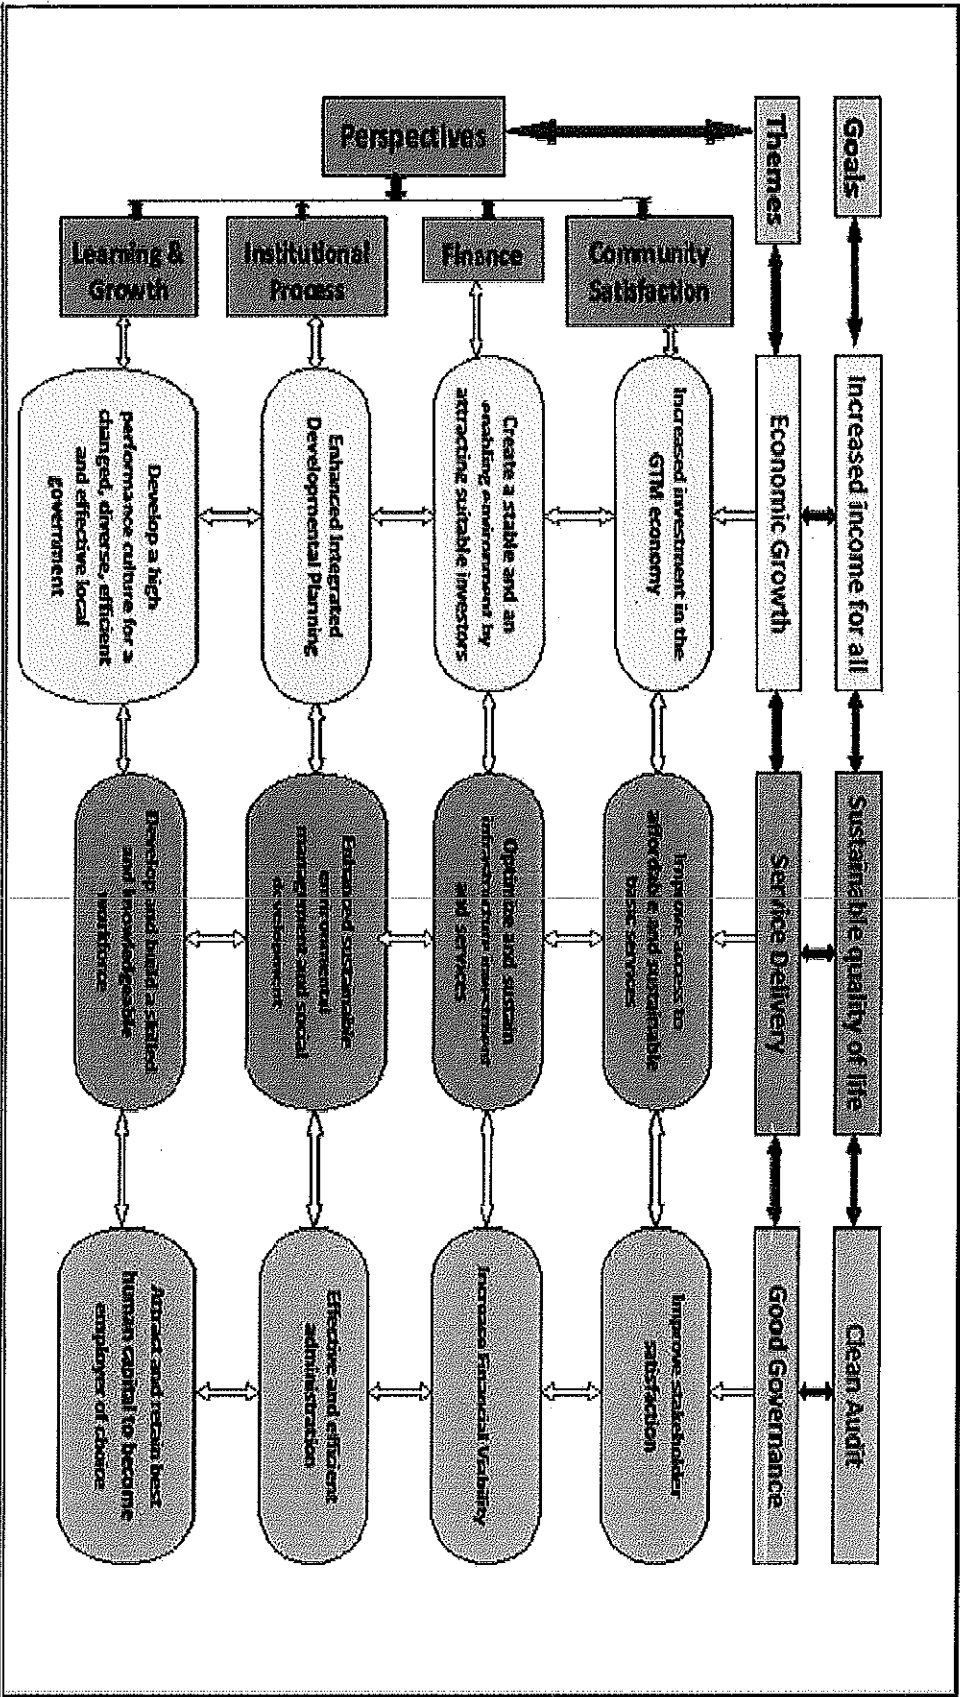 Goals
Increased income for all
Sustainable quality of life
Clean Audit
Themes
Economic Growth
Service Delivery
Good Governance
Perspectives
Community
Satisfaction
Increased investment in the
GTM economy
Improve access to
affordable and sustainable
basic services
Improve stakeholder
satisfaction
Finance
Create a stable and an
enabling environment by
attracting suitable investors
Optimize and sustain
infrastructure investment
and services
Increase Financial Viability
Institutional
Process
Enhanced Integrated
Developmental Planning
Enhanced sustainable
environmental
management and social
development
Effective and efficient
administration
Learning &
Growth
Develop a high
performance culture for a
changed, diverse, efficient
and effective local
government
Develop and build a skilled
and knowledgeable
workforce
Attract and retain best
human capital to become
employer of choice